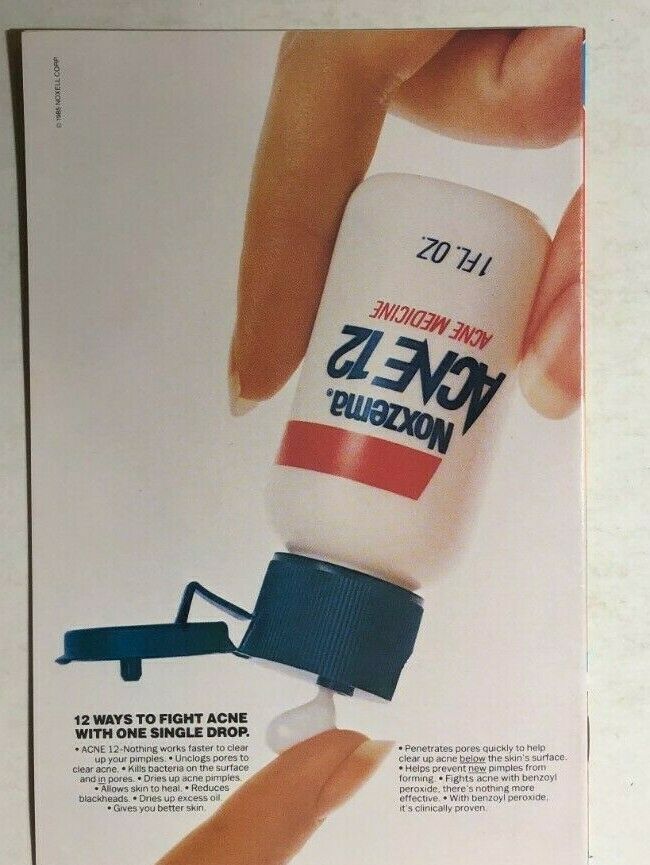 © 1985 NOXELL CORP.
1 FL. OZ.
ACNE MEDICINE
ACNE 12
Noxzema®
12 WAYS TO FIGHT ACNE
WITH ONE SINGLE DROP.
• ACNE 12-Nothing works faster to clear
up your pimples. • Unclogs pores to
clear acne. • Kills bacteria on the surface
and in pores. • Dries up acne pimples.
• Allows skin to heal. • Reduces
blackheads. • Dries up excess oil.
• Gives you better skin.
• Penetrates pores quickly to help
clear up acne below the skin's surface.
• Helps prevent new pimples from
forming. • Fights acne with benzoyl
peroxide, there's nothing more
effective. • With benzoyl peroxide,
it's clinically proven.